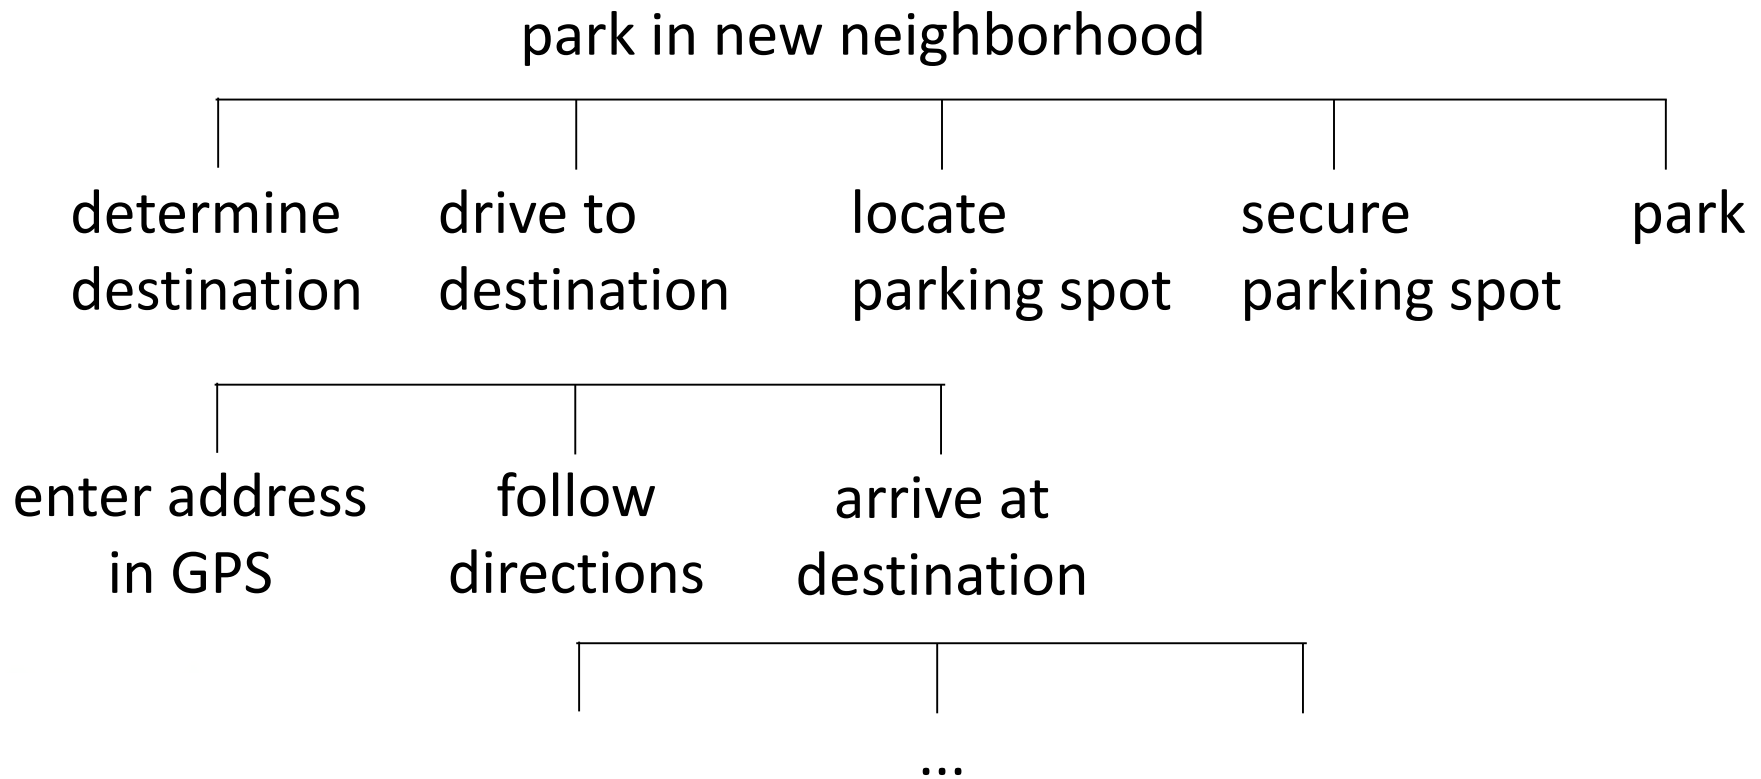 park in new neighborhood
determine
destination
drive to
destination
locate
parking spot
secure
parking spot
park
enter address
in GPS
follow
directions
arrive at
destination
...